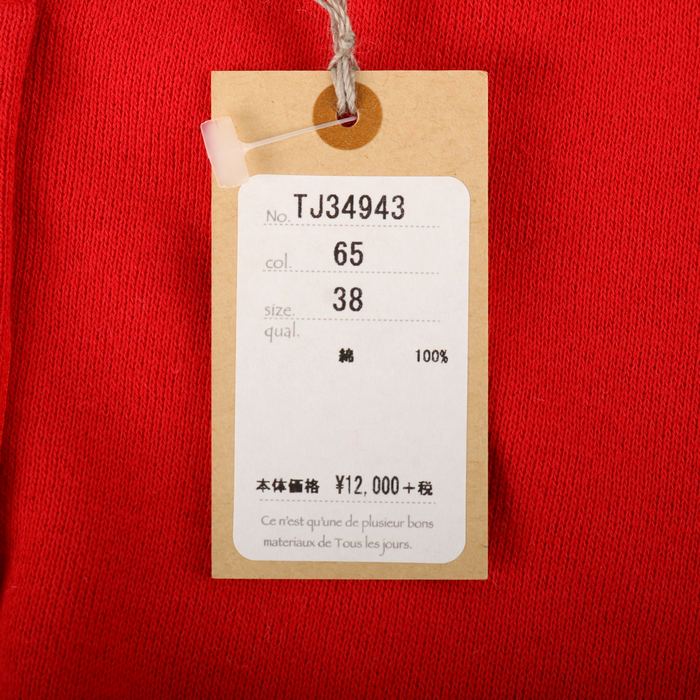 No. TJ34943
col. 65
size. 38
qual.
綿 100%
本体価格 ¥12,000+税
Ce n'est qu'une de plusieur bons
materiaux de Tous les jours.